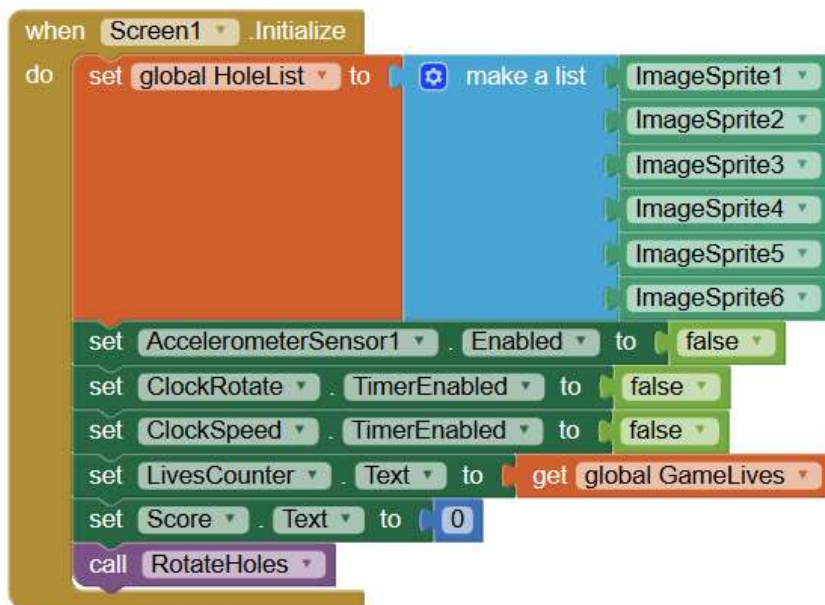 when Screen1 .Initialize
do set global HoleList to make a list ImageSprite1
ImageSprite2
ImageSprite3
ImageSprite4
ImageSprite5
ImageSprite6
set AccelerometerSensor1 . Enabled to false
set ClockRotate . TimerEnabled to false
set ClockSpeed . TimerEnabled to false
set LivesCounter . Text to get global GameLives
set Score . Text to 0
call RotateHoles